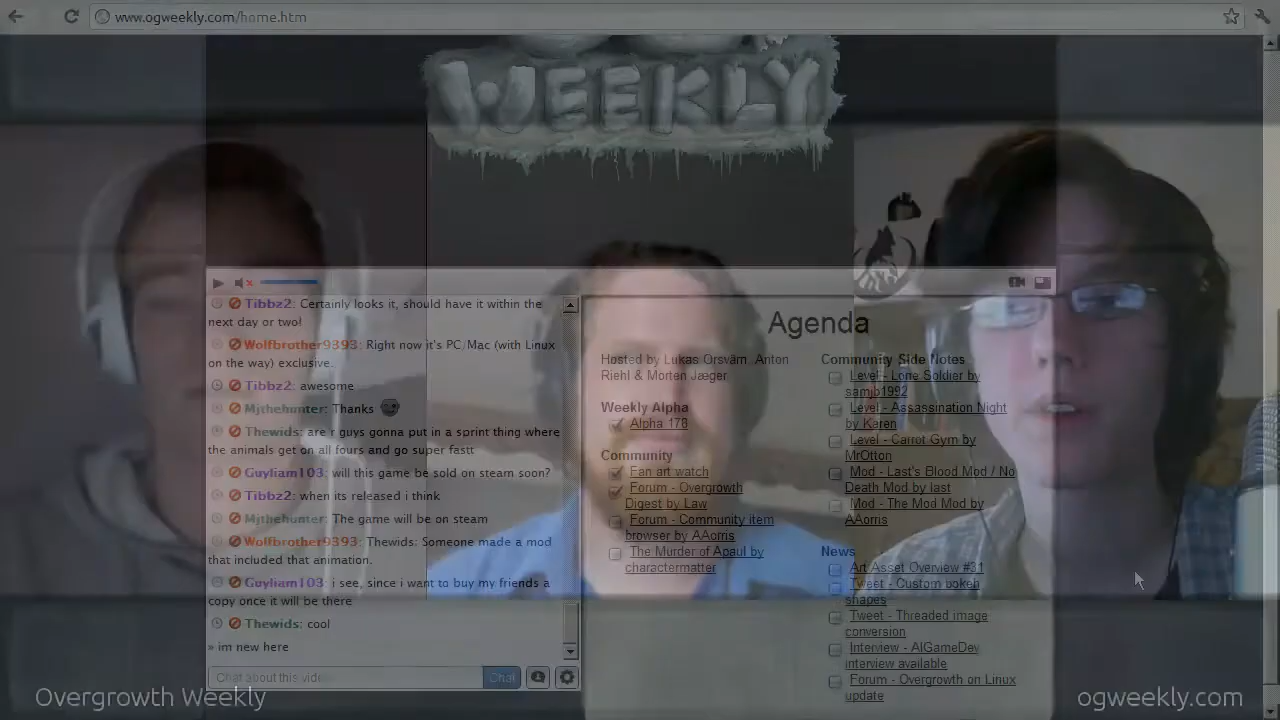 www.ogweekly.com/home.htm
WEEKLY
Tibbz2: Certainly looks it, should have it within the
next day or two!
Wolfbrother9393: Right now it's PC/Mac (with Linux
on the way) exclusive.
Tibbz2: awesome
Mjthehunter: Thanks
Thewids: are r guys gonna put in a sprint thing where
the animals get on all fours and go super fastt
Guyliam103: will this game be sold on steam soon?
Tibbz2: when its released i think
Mjthehunter: The game will be on steam
Wolfbrother9393: Thewids: Someone made a mod
that included that animation.
Guyliam103: i see, since i want to buy my friends a
copy once it will be there
Thewids: cool
» im new here
Chat about this video
Chat
Agenda
Hosted by Lukas Orsvärn, Anton
Riehl & Morten Jæger
Weekly Alpha
Alpha 176
Community
Fan art watch
Forum - Overgrowth
Digest by Law
Forum - Community item
browser by AAorris
The Murder of Apaul by
charactermatter
Community Side Notes
Level - Lone Soldier by
samjb1992
Level - Assassination Night
by Karen
Level - Carrot Gym by
MrOtton
Mod - Last's Blood Mod / No
Death Mod by last
Mod - The Mod Mod by
AAorris
News
Art Asset Overview #31
Tweet - Custom bokeh
shapes
Tweet - Threaded image
conversion
Interview - AIGameDev
interview available
Forum - Overgrowth on Linux
update
Overgrowth Weekly
ogweekly.com